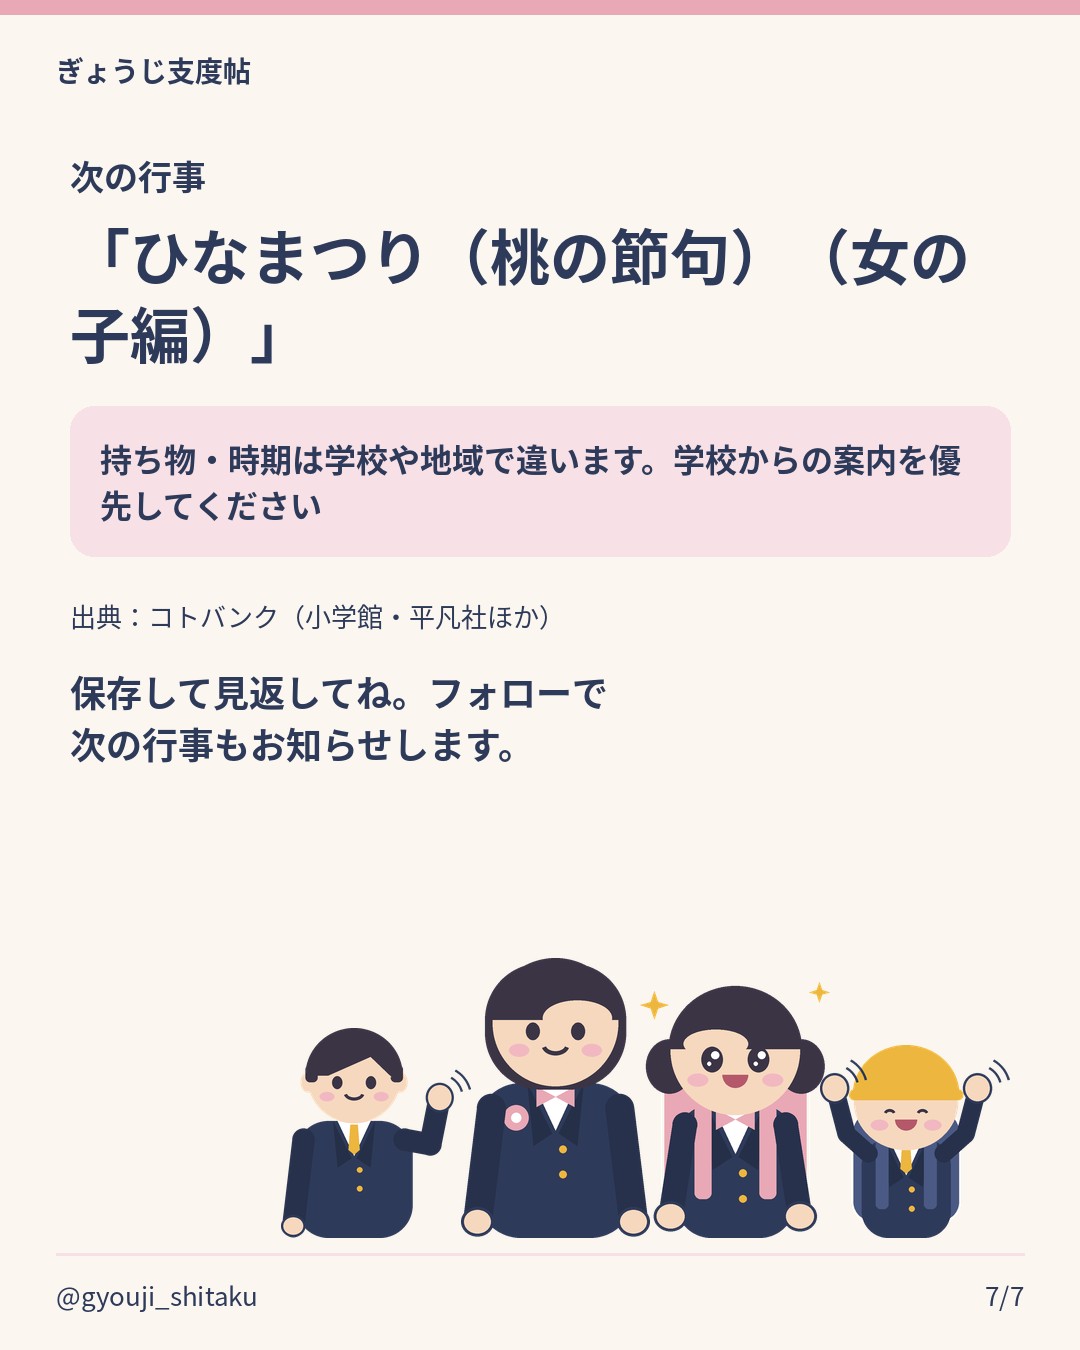 ぎょうじ支度帖
次の行事
「ひなまつり（桃の節句）（女の
子編）」
持ち物・時期は学校や地域で違います。学校からの案内を優
先してください
出典：コトバンク（小学館・平凡社ほか）
保存して見返してね。フォローで
次の行事もお知らせします。
@gyouji_shitaku
7/7